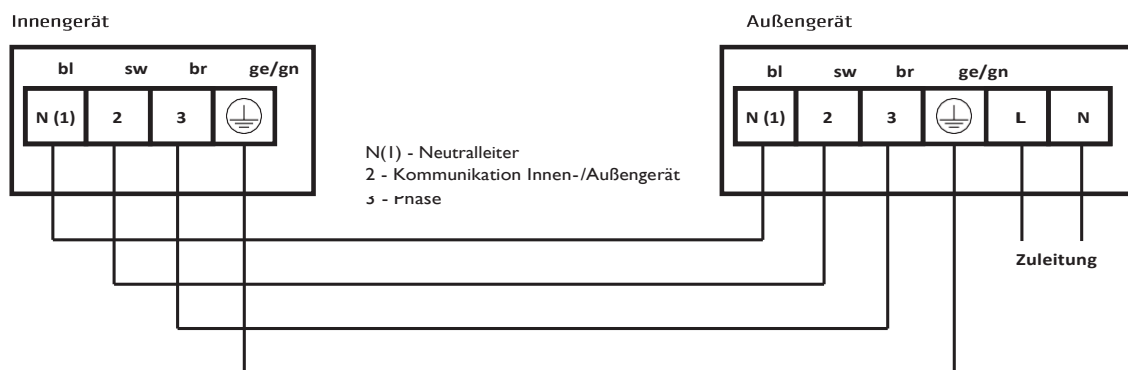 Innengerät
Außengerät
bl sw br ge/gn
bl sw br ge/gn
N (1) 2 3
N (1) 2 3 L N
N(1) - Neutralleiter
2 - Kommunikation Innen-/Außengerät
3 - Phase
Zuleitung